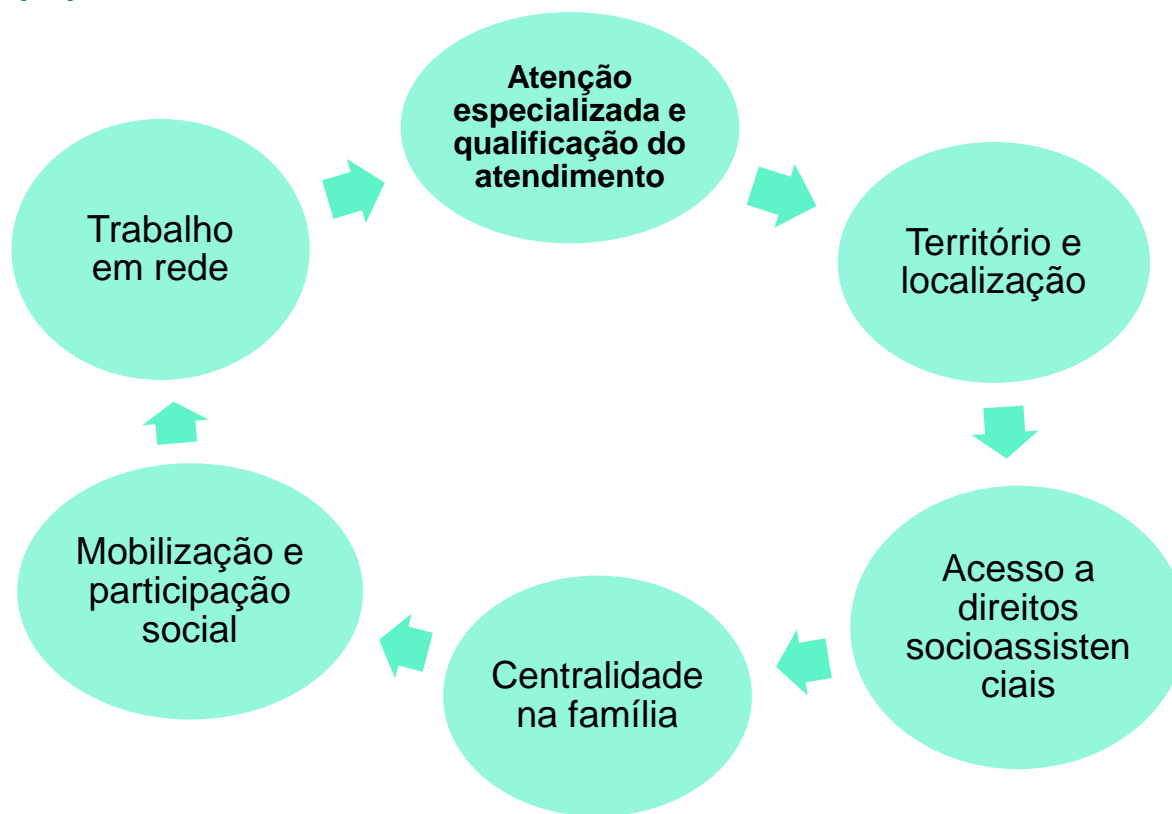 Atenção
especializada e
qualificação do
atendimento
Território e
localização
Acesso a
direitos
socioassisten
ciais
Centralidade
na família
Mobilização e
participação
social
Trabalho
em rede